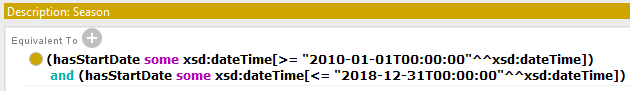 Description: Season
Equivalent To
(hasStartDate some xsd:dateTime[>= "2010-01-01T00:00:00"^^xsd:dateTime])
and (hasStartDate some xsd:dateTime[<= "2018-12-31T00:00:00"^^xsd:dateTime])